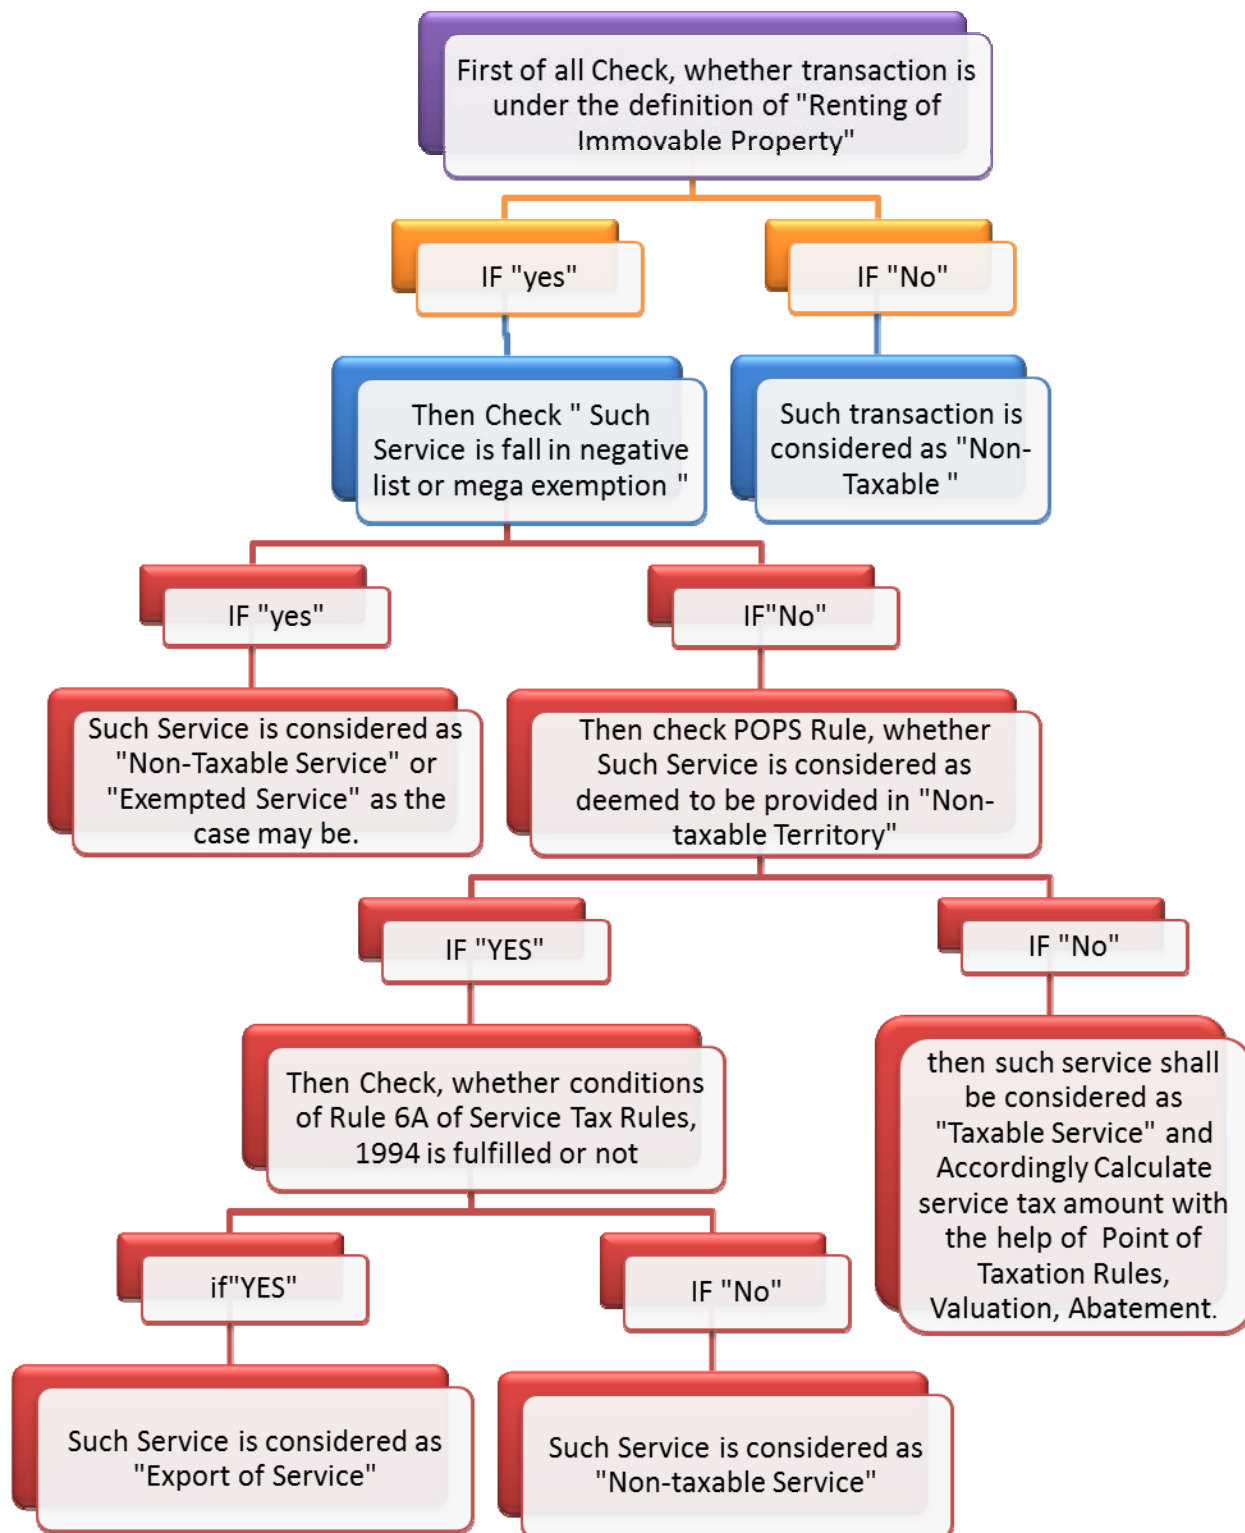 First of all Check, whether transaction is
under the definition of "Renting of
Immovable Property"
IF "yes"
IF "No"
Then Check " Such
Service is fall in negative
list or mega exemption "
Such transaction is
considered as "Non-
Taxable "
IF "yes"
IF"No"
Such Service is considered as
"Non-Taxable Service" or
"Exempted Service" as the
case may be.
Then check POPS Rule, whether
Such Service is considered as
deemed to be provided in "Non-
taxable Territory"
IF "YES"
IF "No"
Then Check, whether conditions
of Rule 6A of Service Tax Rules,
1994 is fulfilled or not
then such service shall
be considered as
"Taxable Service" and
Accordingly Calculate
service tax amount with
the help of  Point of
Taxation Rules,
Valuation, Abatement.
if"YES"
IF "No"
Such Service is considered as
"Export of Service"
Such Service is considered as
"Non-taxable Service"